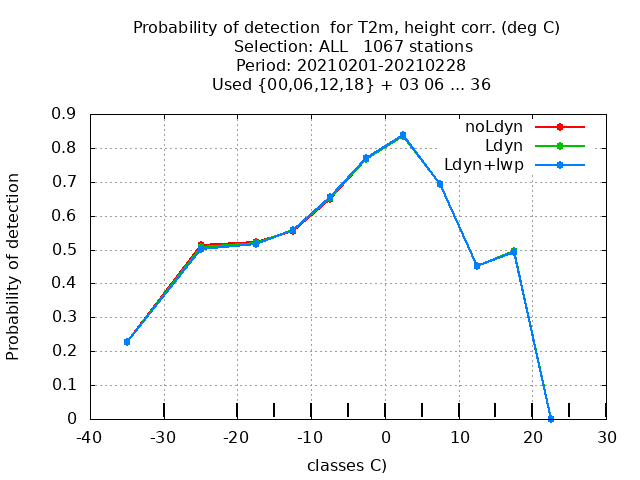 Probability of detection  for T2m, height corr. (deg C)
Selection: ALL   1067 stations
Period: 20210201-20210228
Used {00,06,12,18} + 03 06 ... 36
noLdyn
Ldyn
Ldyn+lwp
Probability of detection
0.9
0.8
0.7
0.6
0.5
0.4
0.3
0.2
0.1
0
-40 -30 -20 -10 0 10 20 30
classes C)